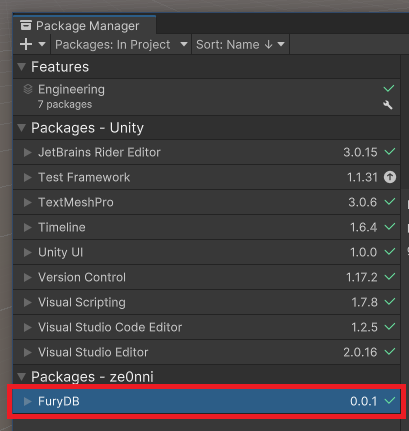 Package Manager
+ Packages: In Project Sort: Name ↓
Features
Engineering
7 packages
Packages - Unity
JetBrains Rider Editor 3.0.15
Test Framework 1.1.31
TextMeshPro 3.0.6
Timeline 1.6.4
Unity UI 1.0.0
Version Control 1.17.2
Visual Scripting 1.7.8
Visual Studio Code Editor 1.2.5
Visual Studio Editor 2.0.16
Packages - ze0nni
FuryDB 0.0.1